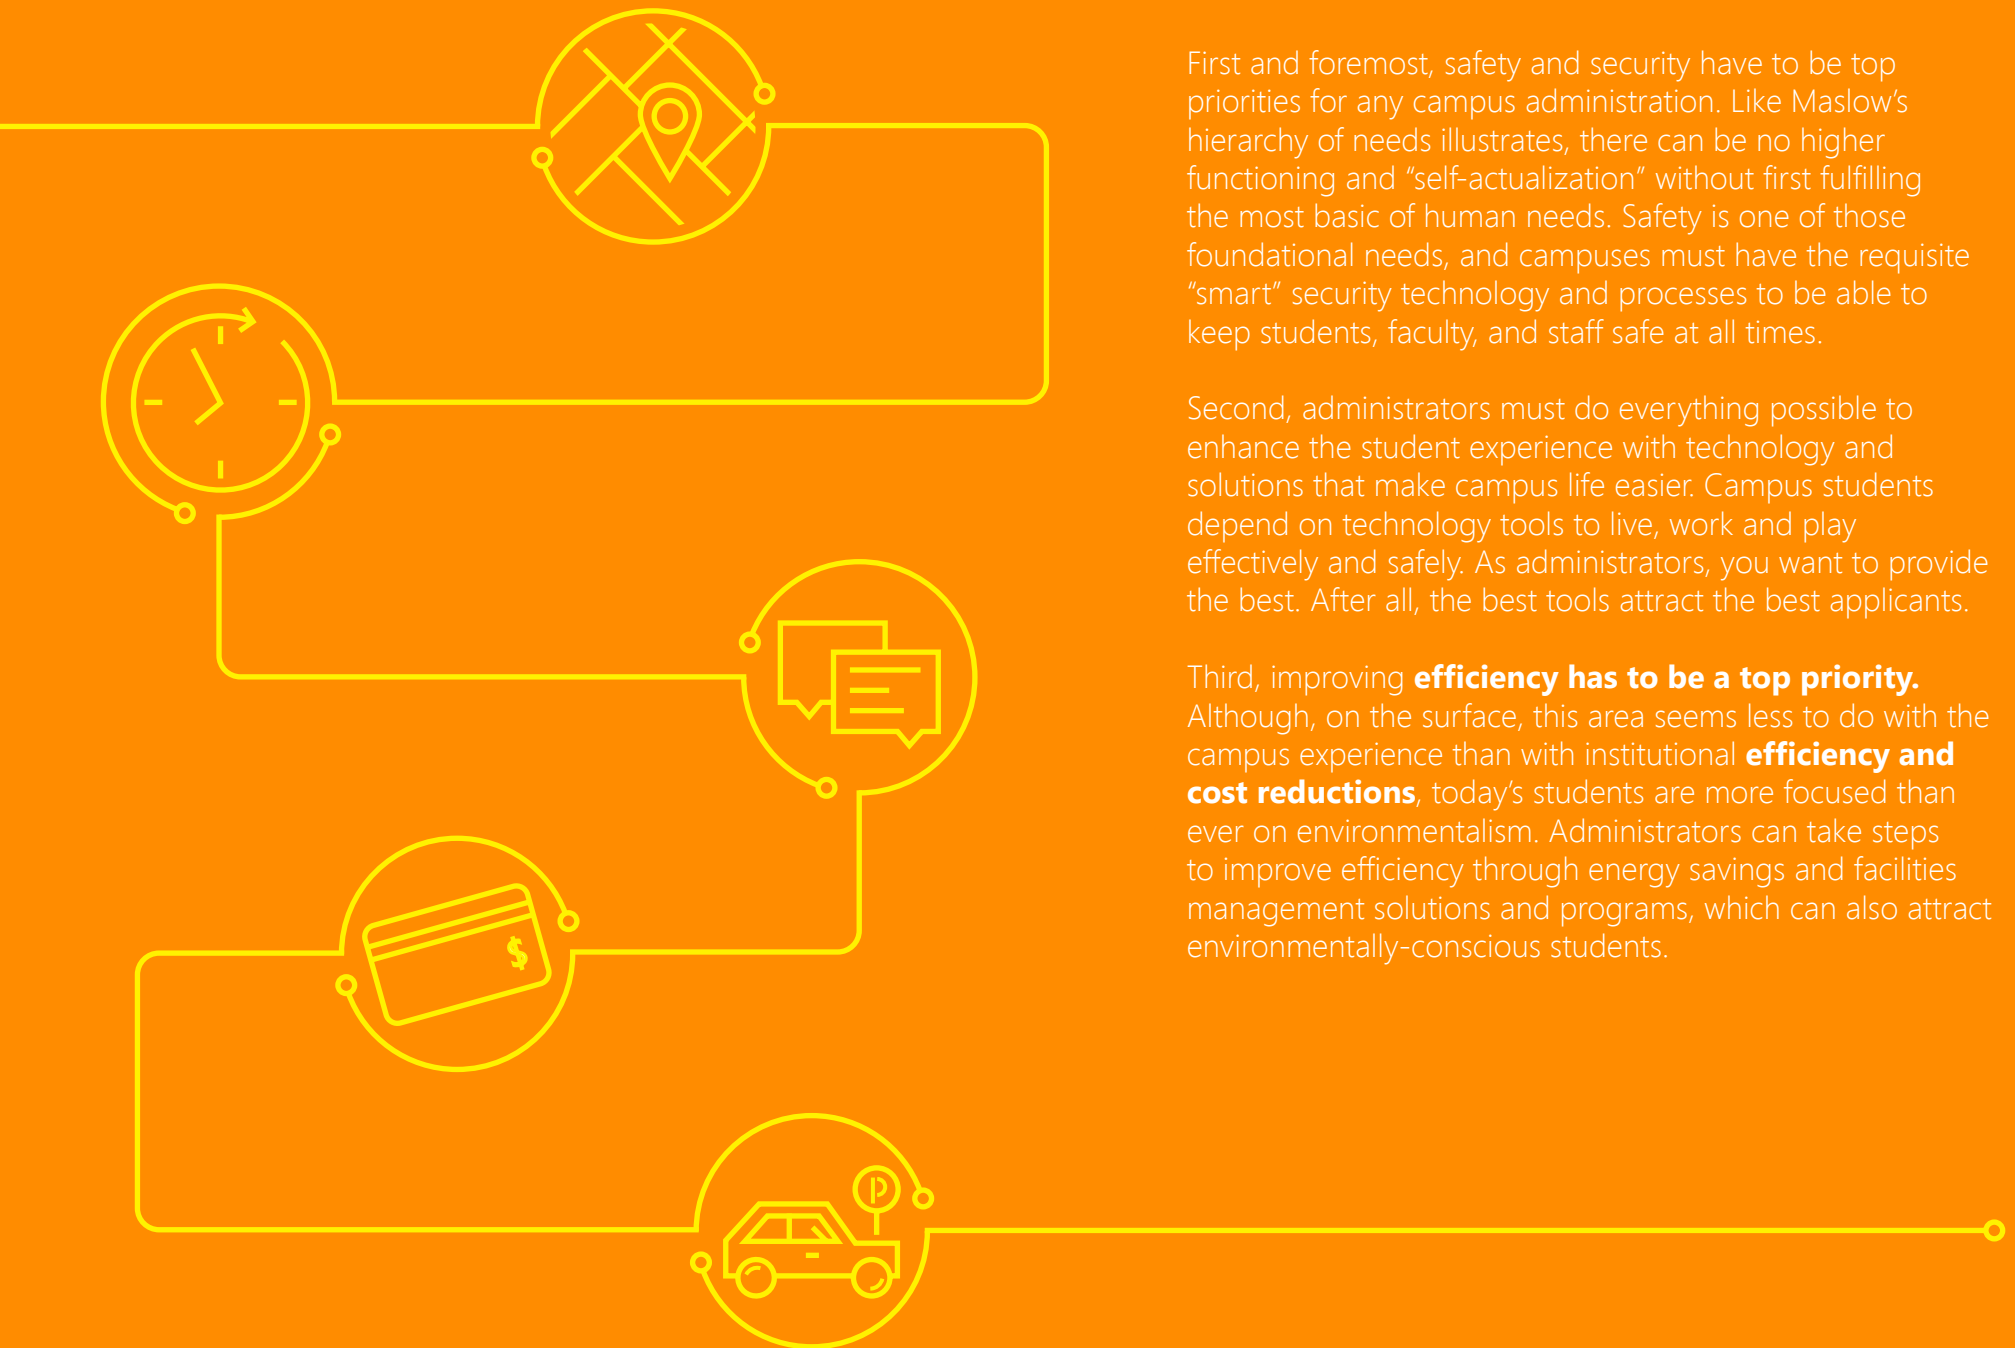 First and foremost, safety and security have to be top
priorities for any campus administration. Like Maslow’s
hierarchy of needs illustrates, there can be no higher
functioning and “self-actualization” without first fulfilling
the most basic of human needs. Safety is one of those
foundational needs, and campuses must have the requisite
“smart” security technology and processes to be able to
keep students, faculty, and staff safe at all times.
Second, administrators must do everything possible to
enhance the student experience with technology and
solutions that make campus life easier. Campus students
depend on technology tools to live, work and play
effectively and safely. As administrators, you want to provide
the best. After all, the best tools attract the best applicants.
Third, improving efficiency has to be a top priority.
Although, on the surface, this area seems less to do with the
campus experience than with institutional efficiency and
cost reductions, today’s students are more focused than
ever on environmentalism. Administrators can take steps
to improve efficiency through energy savings and facilities
management solutions and programs, which can also attract
environmentally-conscious students.
$
P